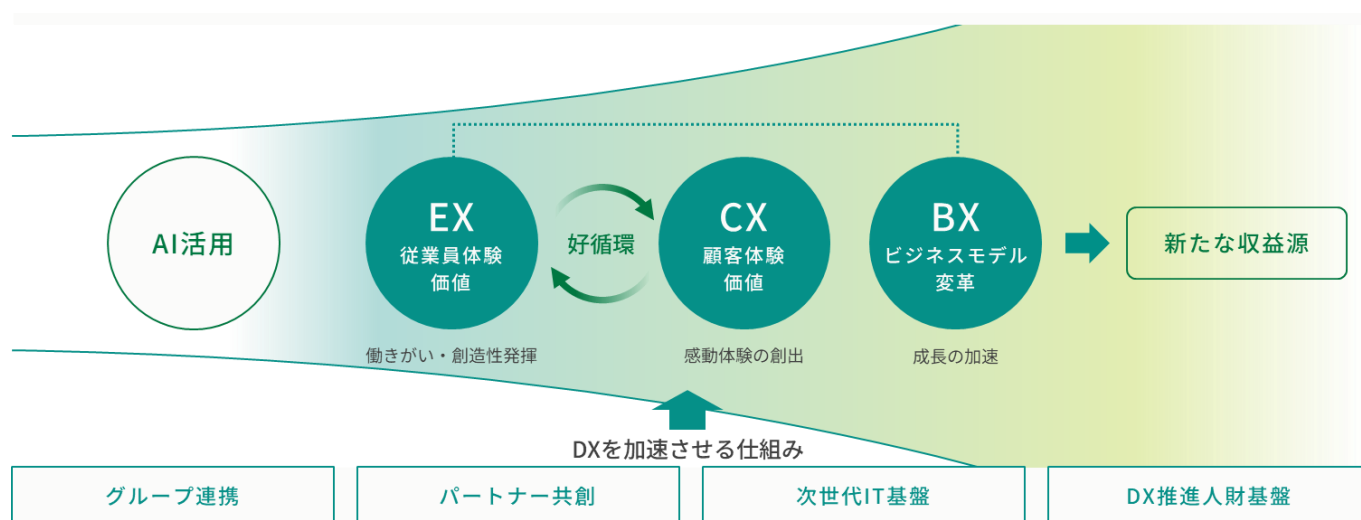 AI活用
EX
従業員体験
価値
好循環
CX
顧客体験
価値
BX
ビジネスモデル
変革
新たな収益源
働きがい・創造性発揮
感動体験の創出
成長の加速
DXを加速させる仕組み
グループ連携
パートナー共創
次世代IT基盤
DX推進人財基盤